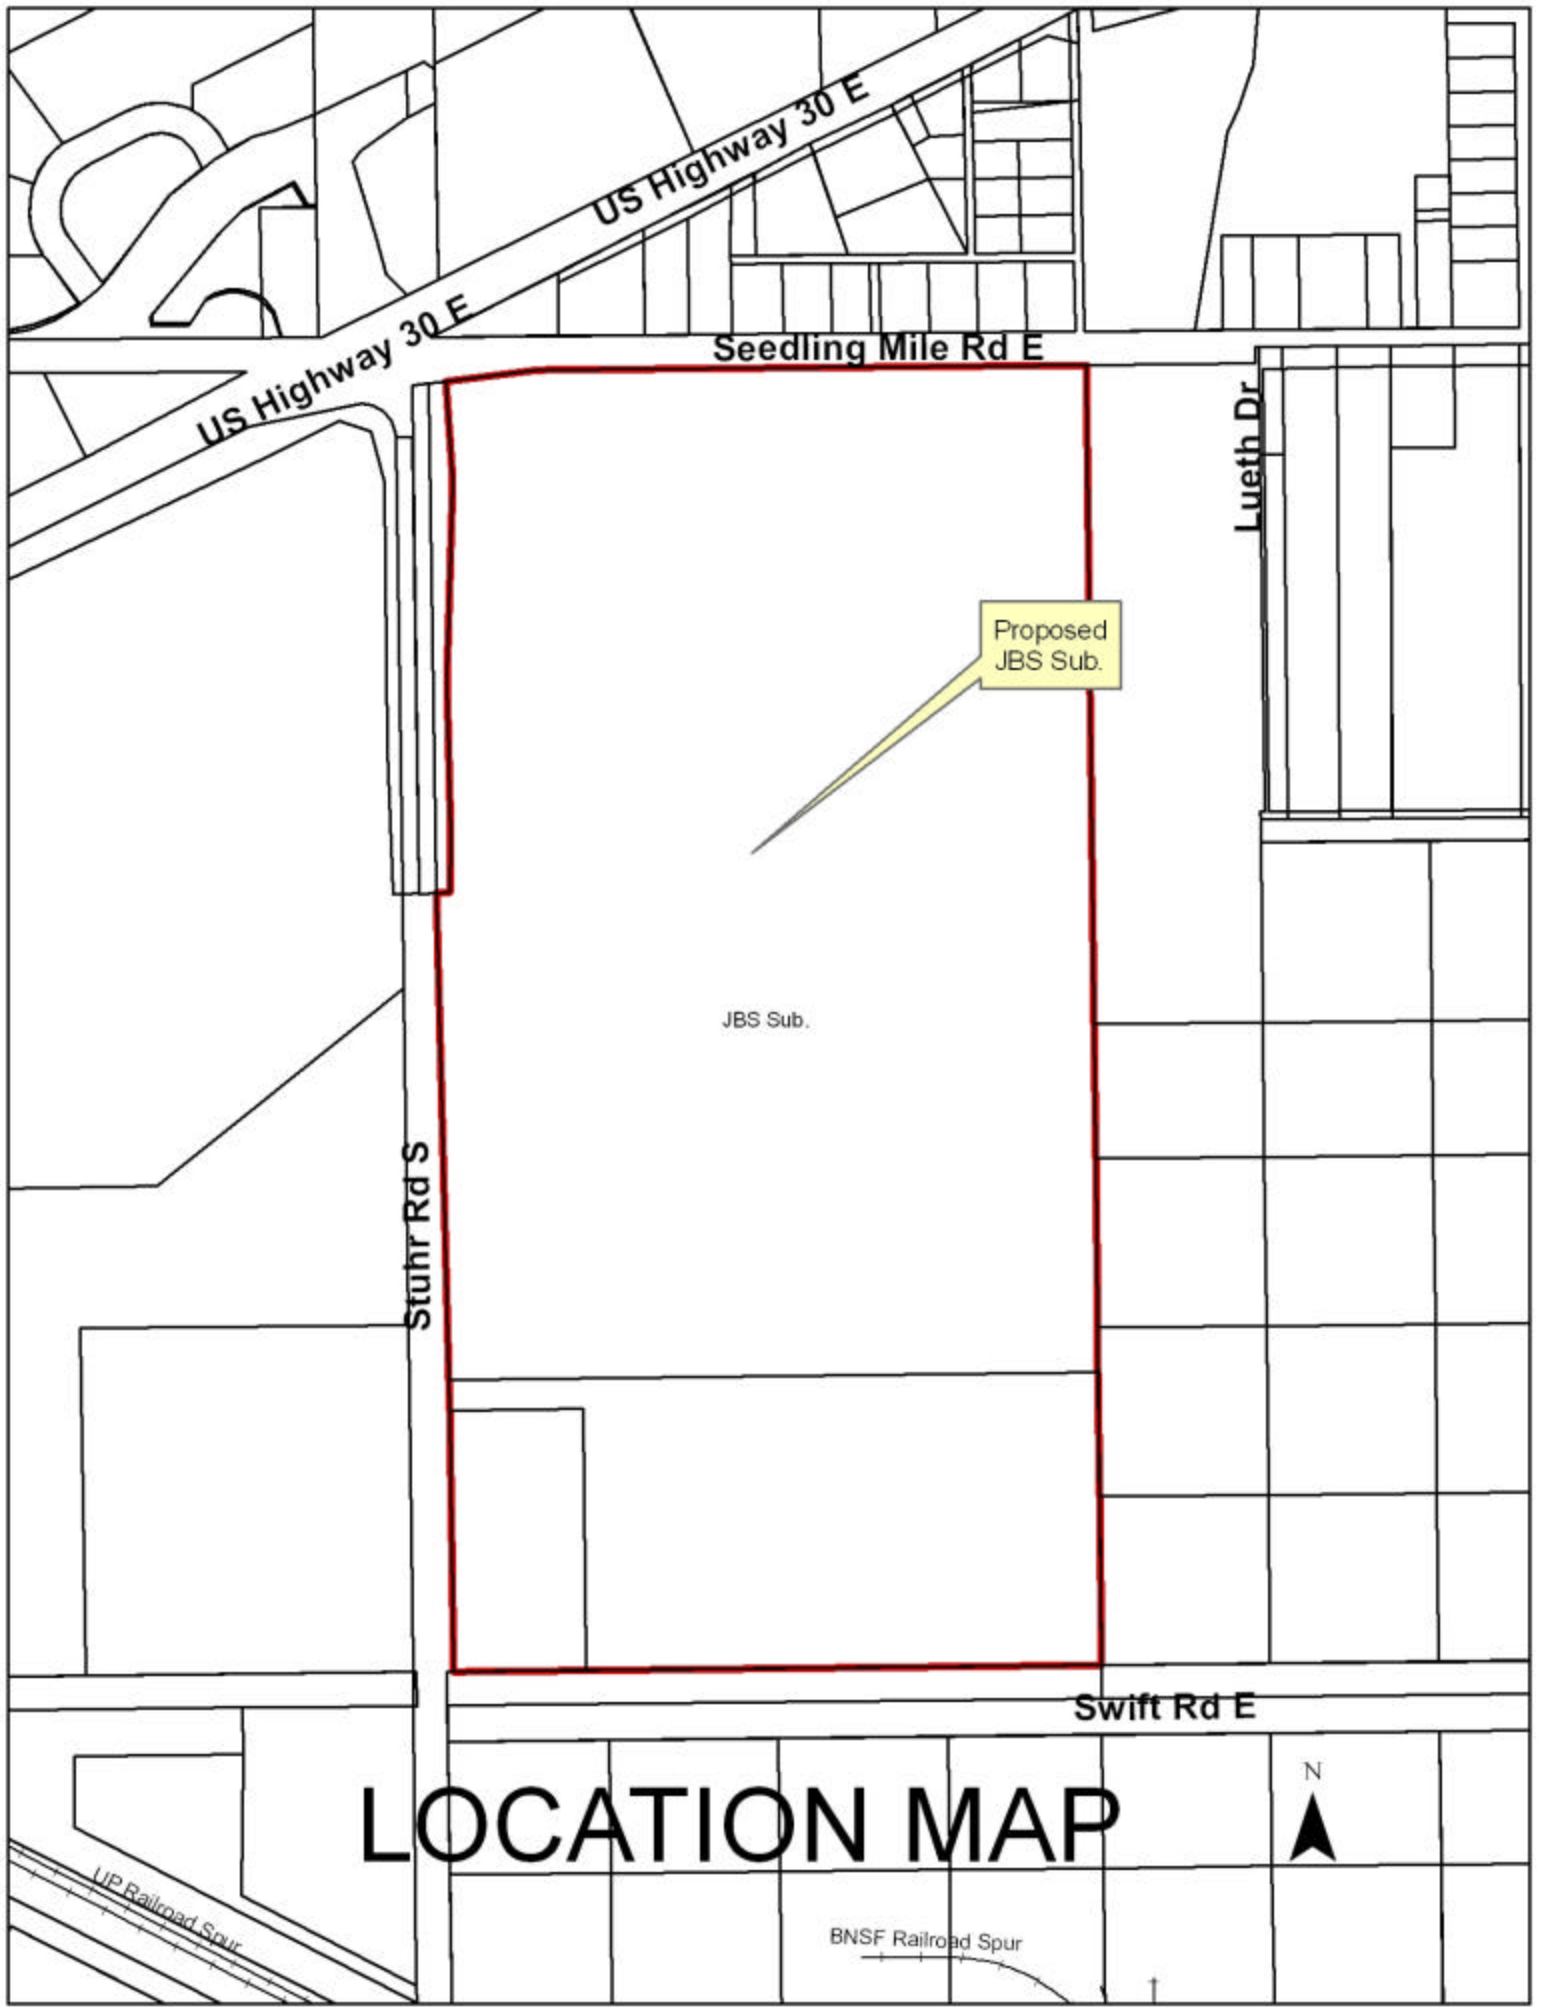 US Highway 30 E
US Highway 30 E
Seedling Mile Rd E
Lueth Dr
Proposed
JBS Sub.
JBS Sub.
Stuhr Rd S
Swift Rd E
N
LOCATION MAP
UP Railroad Spur
BNSF Railroad Spur